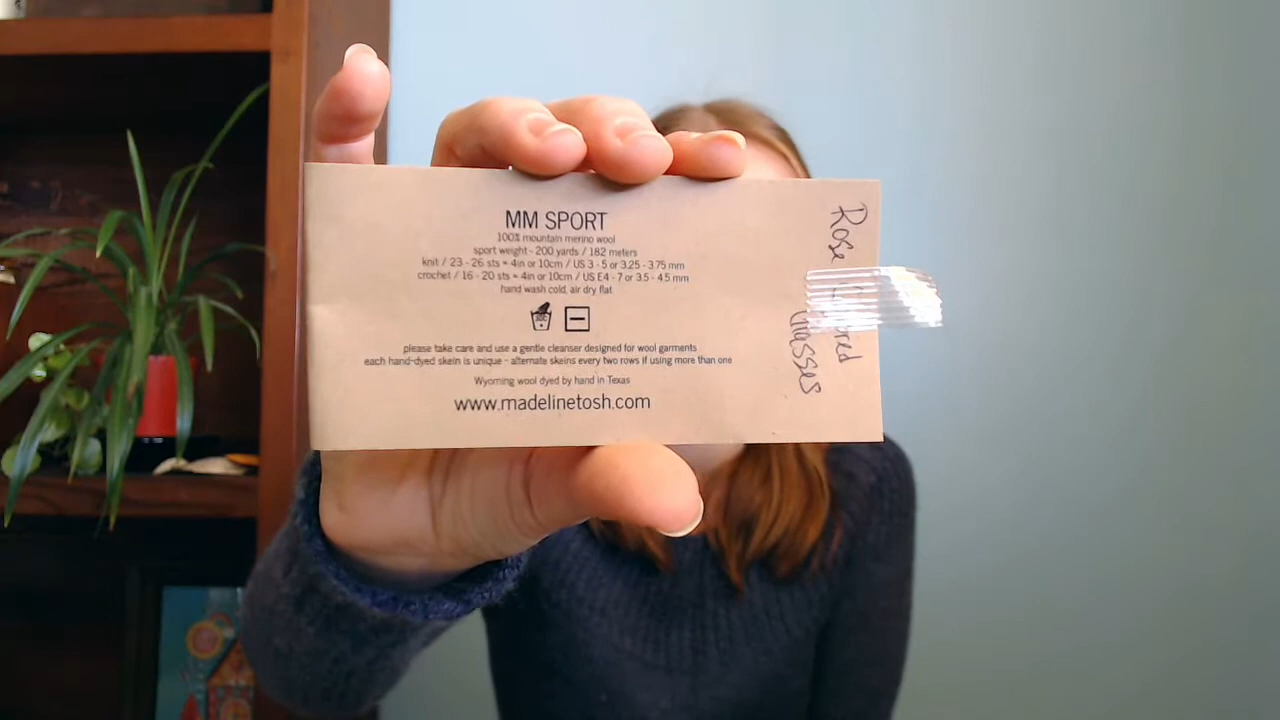 MM SPORT
100% mountain merino wool
sport weight - 200 yards / 182 meters
knit / 23 - 26 sts = 4in or 10cm / US 3 - 5 or 3.25 - 3.75 mm
crochet / 16 - 20 sts = 4in or 10cm / US E4 - 7 or 3.5 - 4.5 mm
hand wash cold, air dry flat
please take care and use a gentle cleanser designed for wool garments
each hand-dyed skein is unique - alternate skeins every two rows if using more than one
Wyoming wool dyed by hand in Texas
www.madelinetosh.com
Rose
Glasses